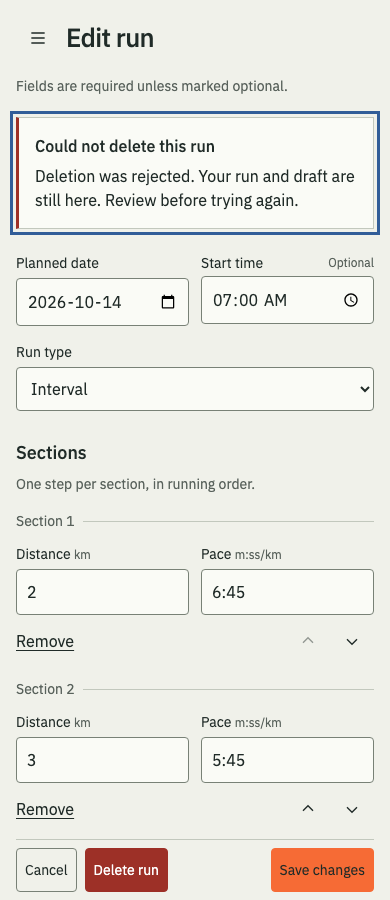 Edit run
Fields are required unless marked optional.
Could not delete this run
Deletion was rejected. Your run and draft are
still here. Review before trying again.
Planned date
Start time Optional
2026-10-14
07:00 AM
Run type
Interval
Sections
One step per section, in running order.
Section 1
Distance km
Pace m:ss/km
2
6:45
Remove
Section 2
Distance km
Pace m:ss/km
3
5:45
Remove
Cancel
Delete run
Save changes